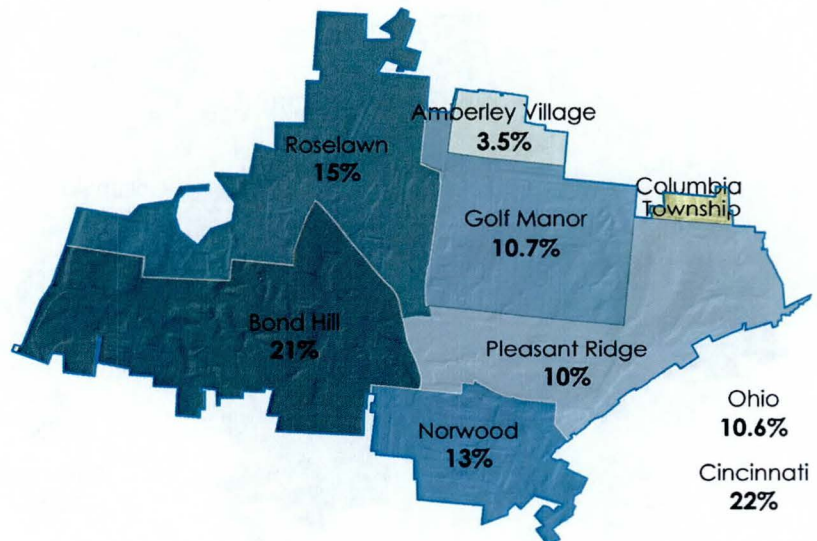 Amberley Village
3.5%
Roselawn
15%
Columbia
Township
Golf Manor
10.7%
Bond Hill
21%
Pleasant Ridge
10%
Ohio
10.6%
Norwood
13%
Cincinnati
22%